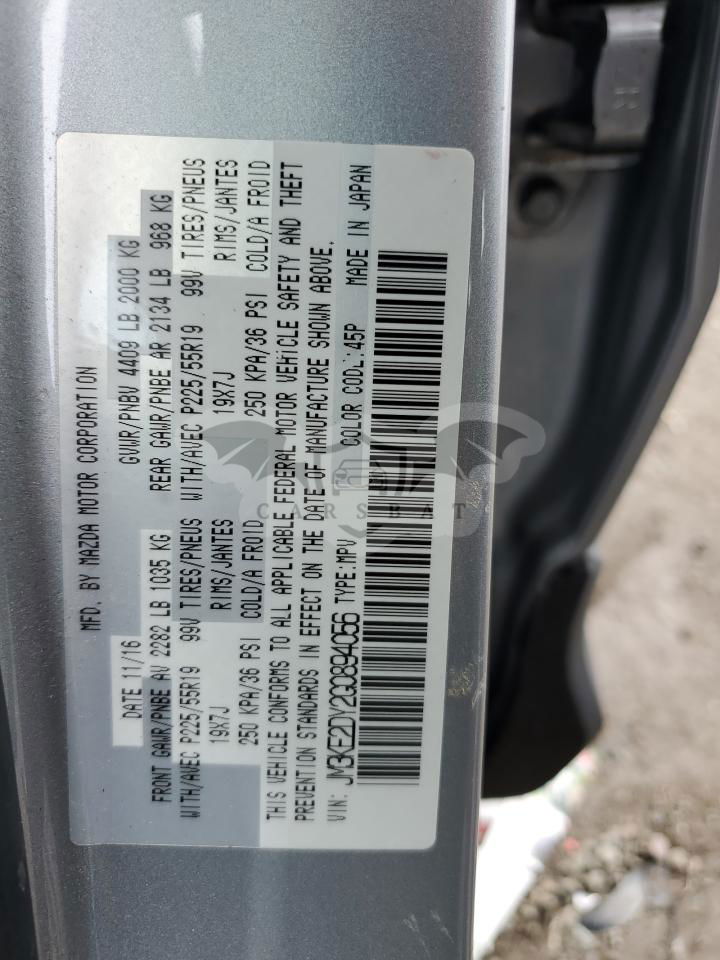 MFD. BY MAZDA MOTOR CORPORATION
DATE 11/16 GVWR/PNBV 4409 LB 2000 KG
FRONT GAWR/PNBE AV 2282 LB 1035 KG REAR GAWR/PNBE AR 2134 LB 968 KG
WITH/AVEC P225/55R19 99V TIRES/PNEUS WITH/AVEC P225/55R19 99V TIRES/PNEUS
19X7J RIMS/JANTES 19X7J RIMS/JANTES
250 KPA/36 PSI COLD/A FROID 250 KPA/36 PSI COLD/A FROID
THIS VEHICLE CONFORMS TO ALL APPLICABLE FEDERAL MOTOR VEHICLE SAFETY AND THEFT
PREVENTION STANDARDS IN EFFECT ON THE DATE OF MANUFACTURE SHOWN ABOVE.
VIN: JM3KE2DY2G0894056 TYPE:MPV COLOR CODE:45P MADE IN JAPAN
CARSBAT